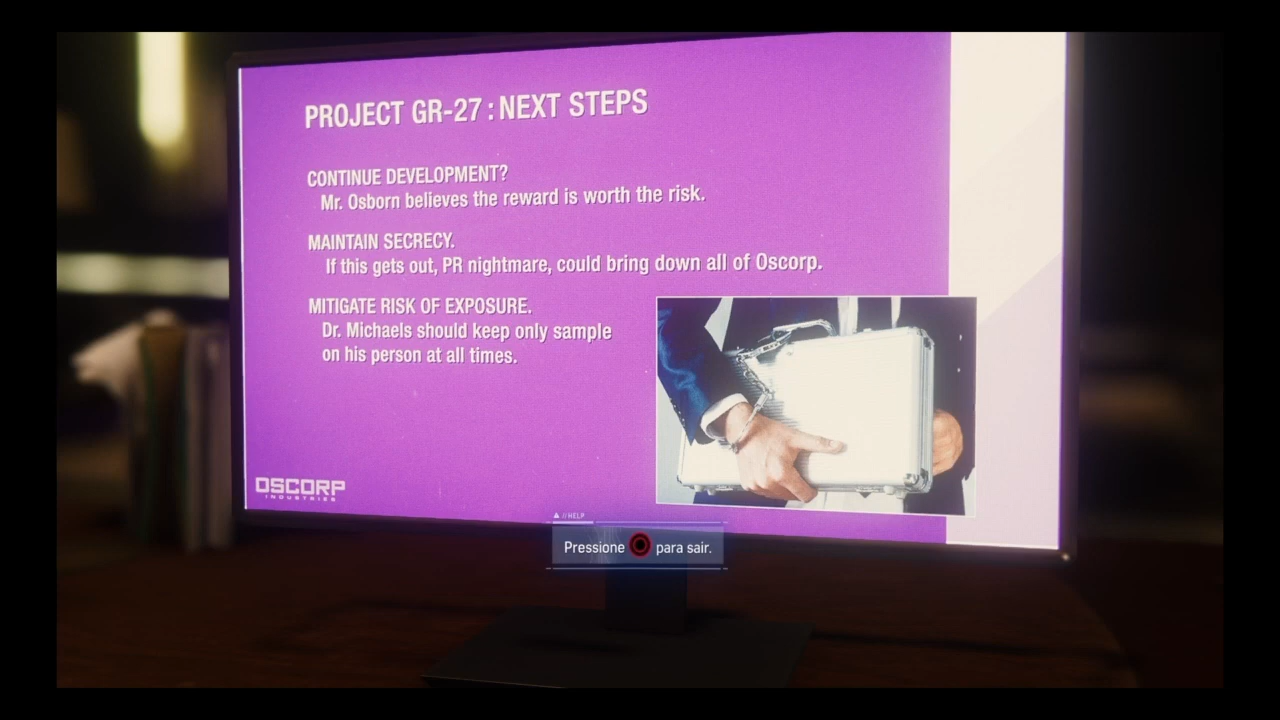 PROJECT GR-27 : NEXT STEPS
CONTINUE DEVELOPMENT?
Mr. Osborn believes the reward is worth the risk.
MAINTAIN SECRECY.
If this gets out, PR nightmare, could bring down all of Oscorp.
MITIGATE RISK OF EXPOSURE.
Dr. Michaels should keep only sample
on his person at all times.
OSCORP
INDUSTRIES
// HELP
Pressione para sair.